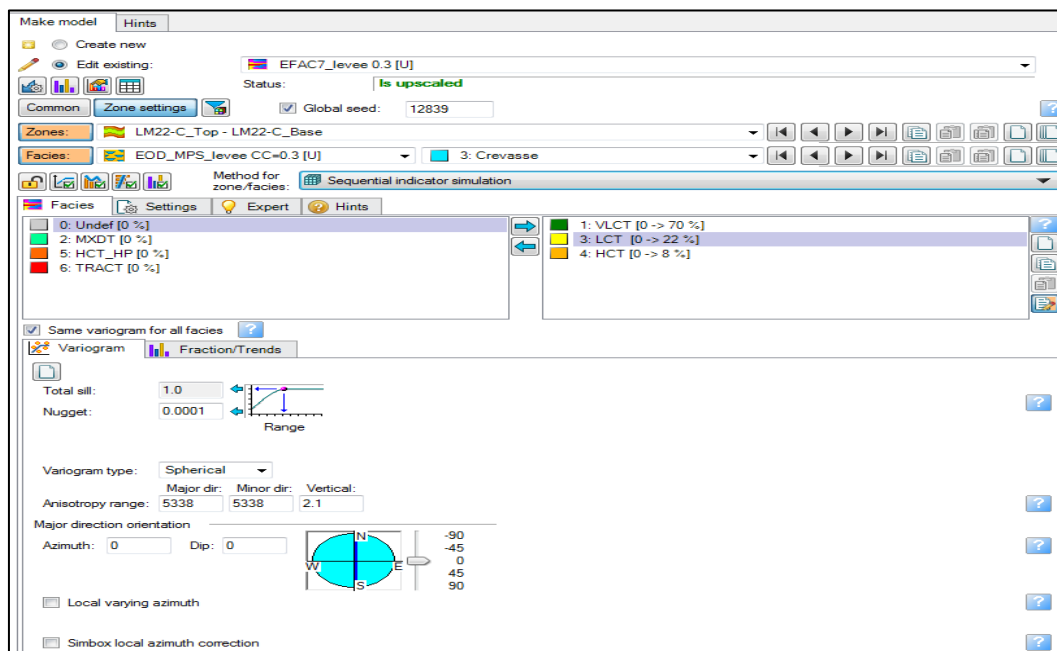 Make model Hints
Create new
Edit existing: EFAC7_levee 0.3 [U]
Status: Is upscaled
Common Zone settings Global seed: 12839
Zones: LM22-C_Top - LM22-C_Base
Facies: EOD_MPS_levee CC=0.3 [U] 3: Crevasse
Method for zone/facies: Sequential indicator simulation
Facies Settings Expert Hints
0: Undef [0 %] 1: VLCT [0 -> 70 %]
2: MXDT [0 %] 3: LCT [0 -> 22 %]
5: HCT_HP [0 %] 4: HCT [0 -> 8 %]
6: TRACT [0 %]
Same variogram for all facies ?
Variogram Fraction/Trends
Total sill: 1.0
Nugget: 0.0001
Range
Variogram type: Spherical
Major dir: Minor dir: Vertical:
Anisotropy range: 5338 5338 2.1
Major direction orientation
Azimuth: 0 Dip: 0
N
W E
S
-90
-45
0
45
90
Local varying azimuth
Simbox local azimuth correction